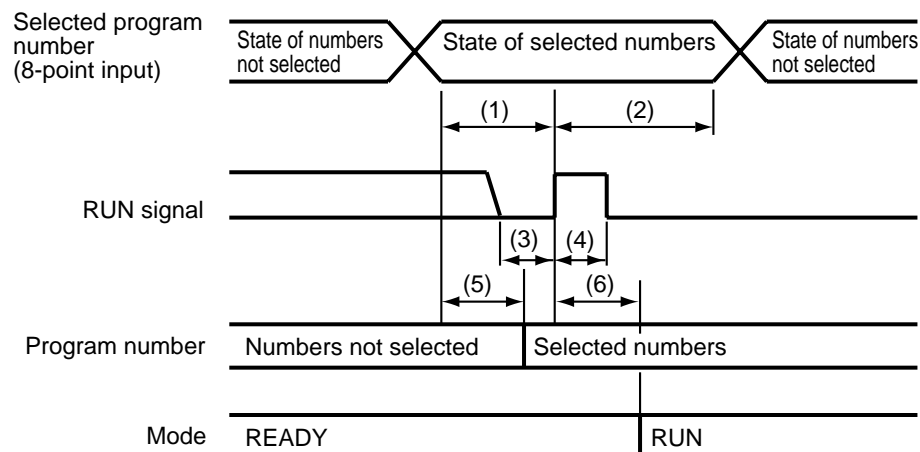 Selected program
number
(8-point input)
State of numbers
not selected
State of selected numbers
State of numbers
not selected
(1)
(2)
RUN signal
(3)
(4)
(5)
(6)
Program number
Numbers not selected
Selected numbers
Mode
READY
RUN